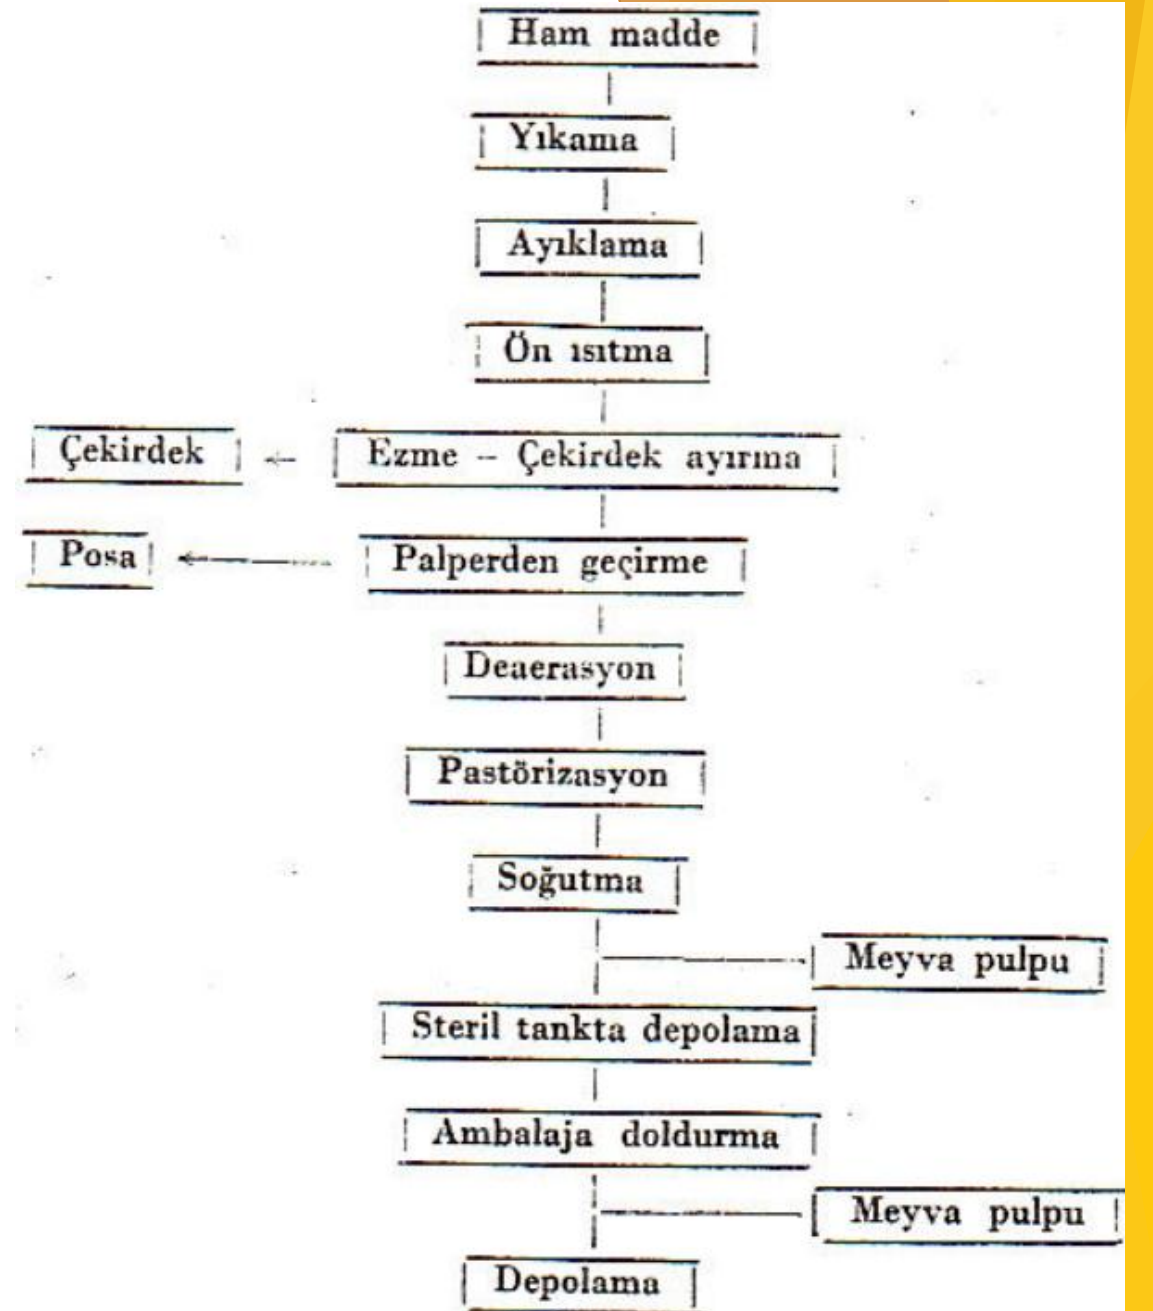 Ham madde
Yıkama
Ayıklama
Ön ısıtma
Çekirdek ← Ezme – Çekirdek ayırma
Posa ← Palperden geçirme
Deaerasyon
Pastörizasyon
Soğutma
Meyva pulpu
Steril tankta depolama
Ambalaja doldurma
Meyva pulpu
Depolama